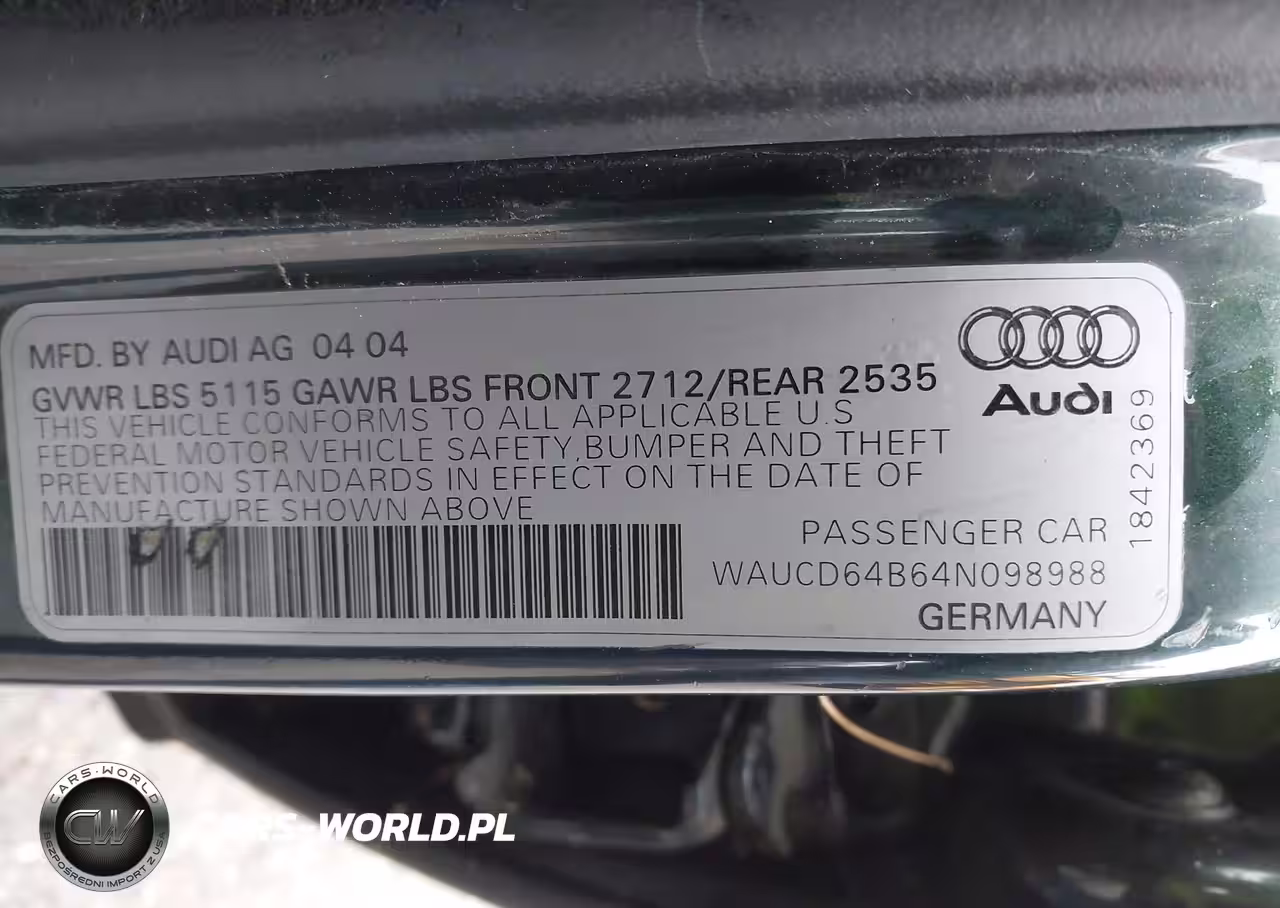 MFD. BY AUDI AG 04 04
GVWR LBS 5115 GAWR LBS FRONT 2712/REAR 2535
THIS VEHICLE CONFORMS TO ALL APPLICABLE U.S
FEDERAL MOTOR VEHICLE SAFETY,BUMPER AND THEFT
PREVENTION STANDARDS IN EFFECT ON THE DATE OF
MANUFACTURE SHOWN ABOVE
PASSENGER CAR
WAUCD64B64N098988
GERMANY
Audi
1842369
CARS-WORLD
CW
BEZPOŚREDNI IMPORT Z USA
CARS-WORLD.PL